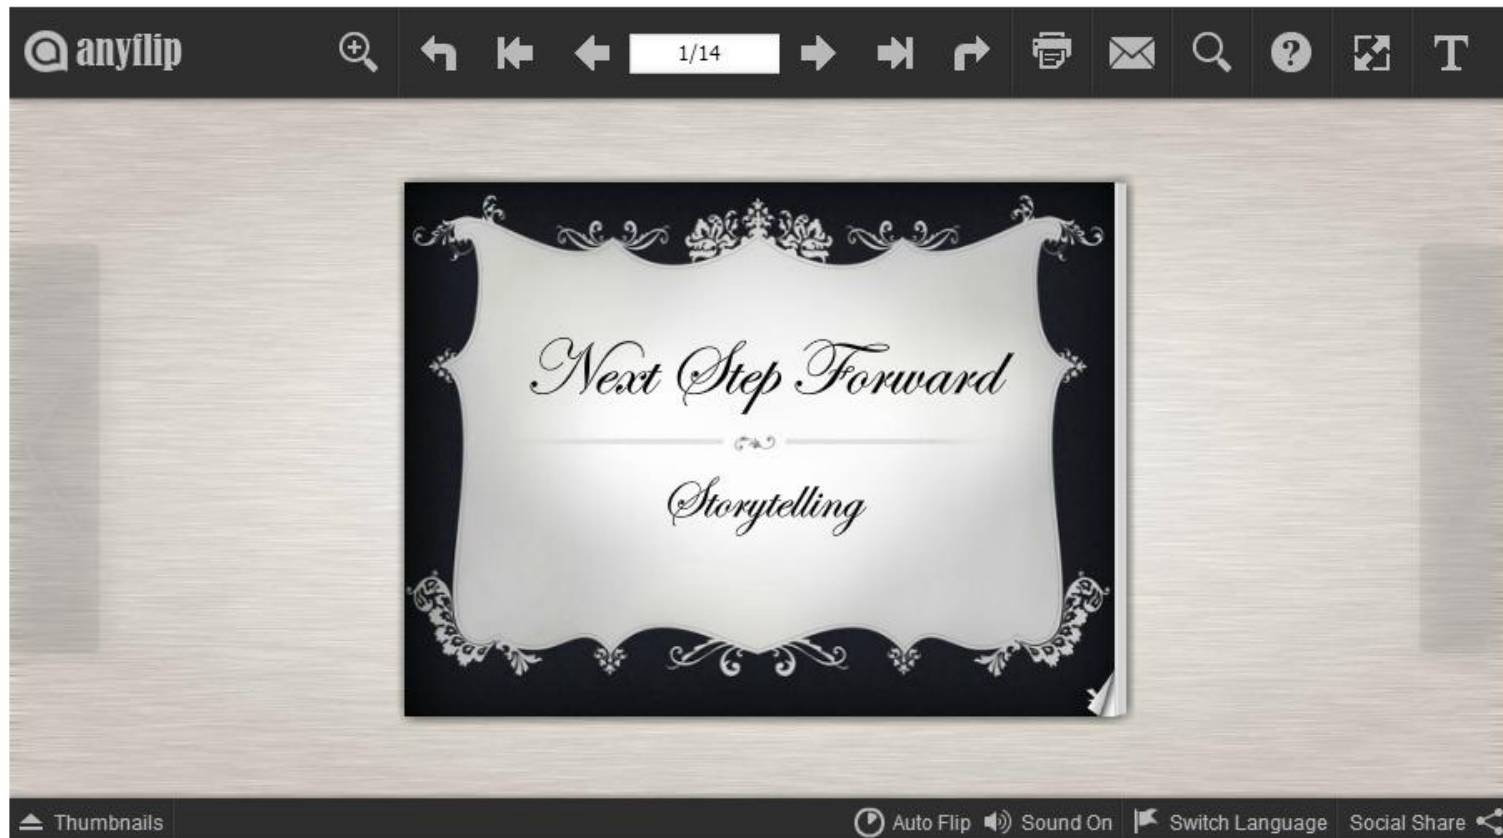 anyflip
1/14
T
Next Step Forward
Storytelling
Thumbnails
Auto Flip
Sound On
Switch Language
Social Share